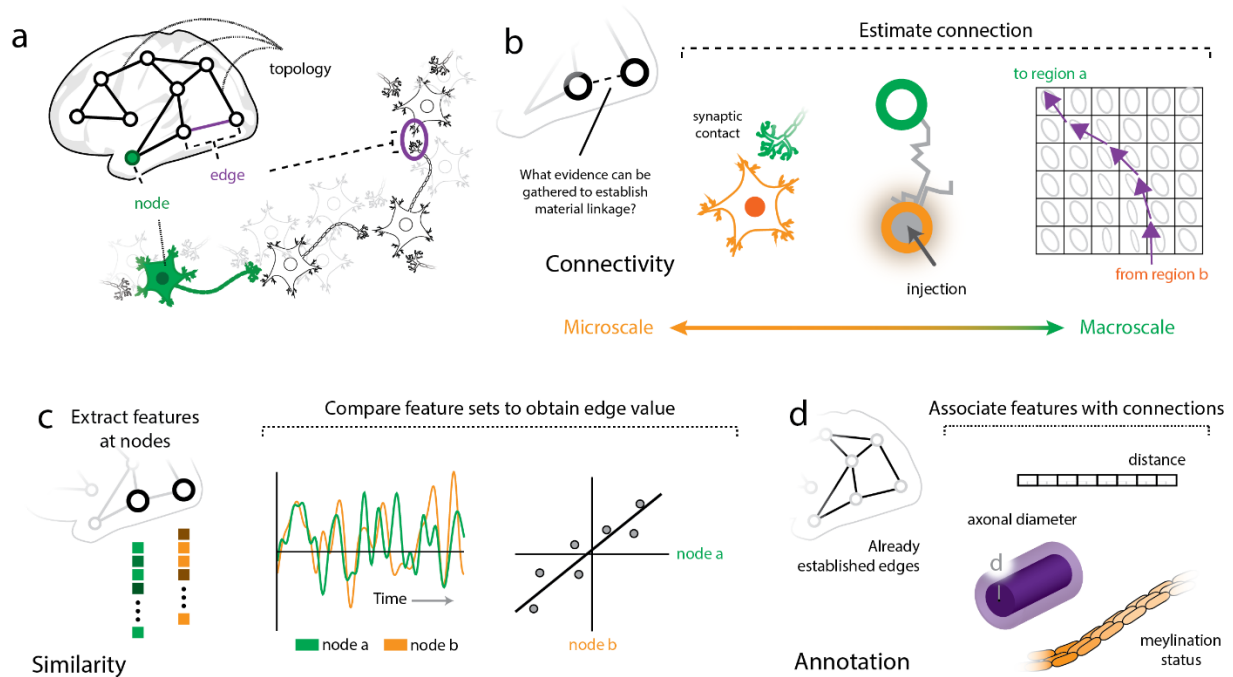 a
topology
edge
node
b
Estimate connection
What evidence can be
gathered to establish
material linkage?
synaptic
contact
injection
to region a
from region b
Connectivity
Microscale
Macroscale
c
Extract features
at nodes
Compare feature sets to obtain edge value
Time
node a
node b
node a
node b
Similarity
d
Associate features with connections
Already
established edges
distance
axonal diameter
d
meylination
status
Annotation